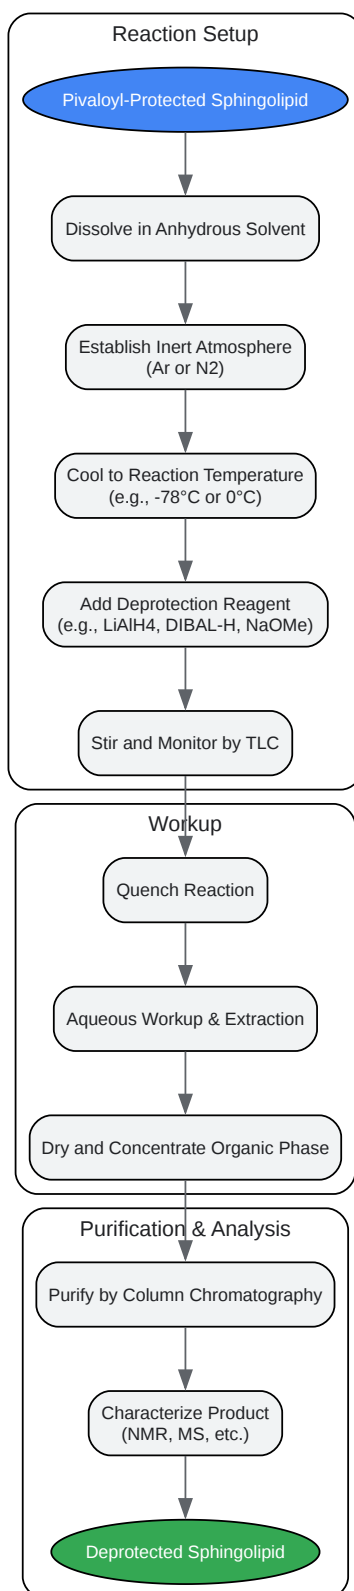 Reaction Setup
Pivaloyl-Protected Sphingolipid
Dissolve in Anhydrous Solvent
Establish Inert Atmosphere
(Ar or N2)
Cool to Reaction Temperature
(e.g., -78°C or 0°C)
Add Deprotection Reagent
(e.g., LiAlH4, DIBAL-H, NaOMe)
Stir and Monitor by TLC
Workup
Quench Reaction
Aqueous Workup & Extraction
Dry and Concentrate Organic Phase
Purification & Analysis
Purify by Column Chromatography
Characterize Product
(NMR, MS, etc.)
Deprotected Sphingolipid